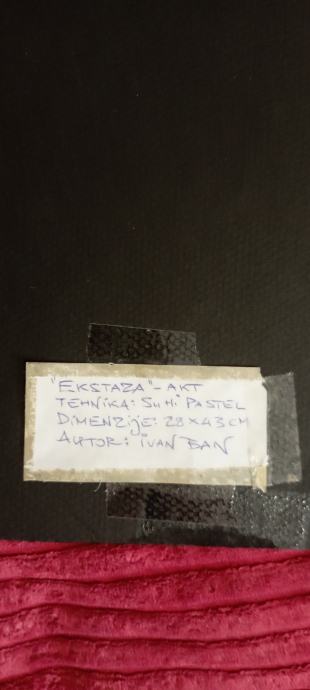 "EKSTAZA" - AKT
TEHNIKA: SUHI PASTEL
DIMENZIJE: 28 X 43 CM
AUTOR: IVAN BAN